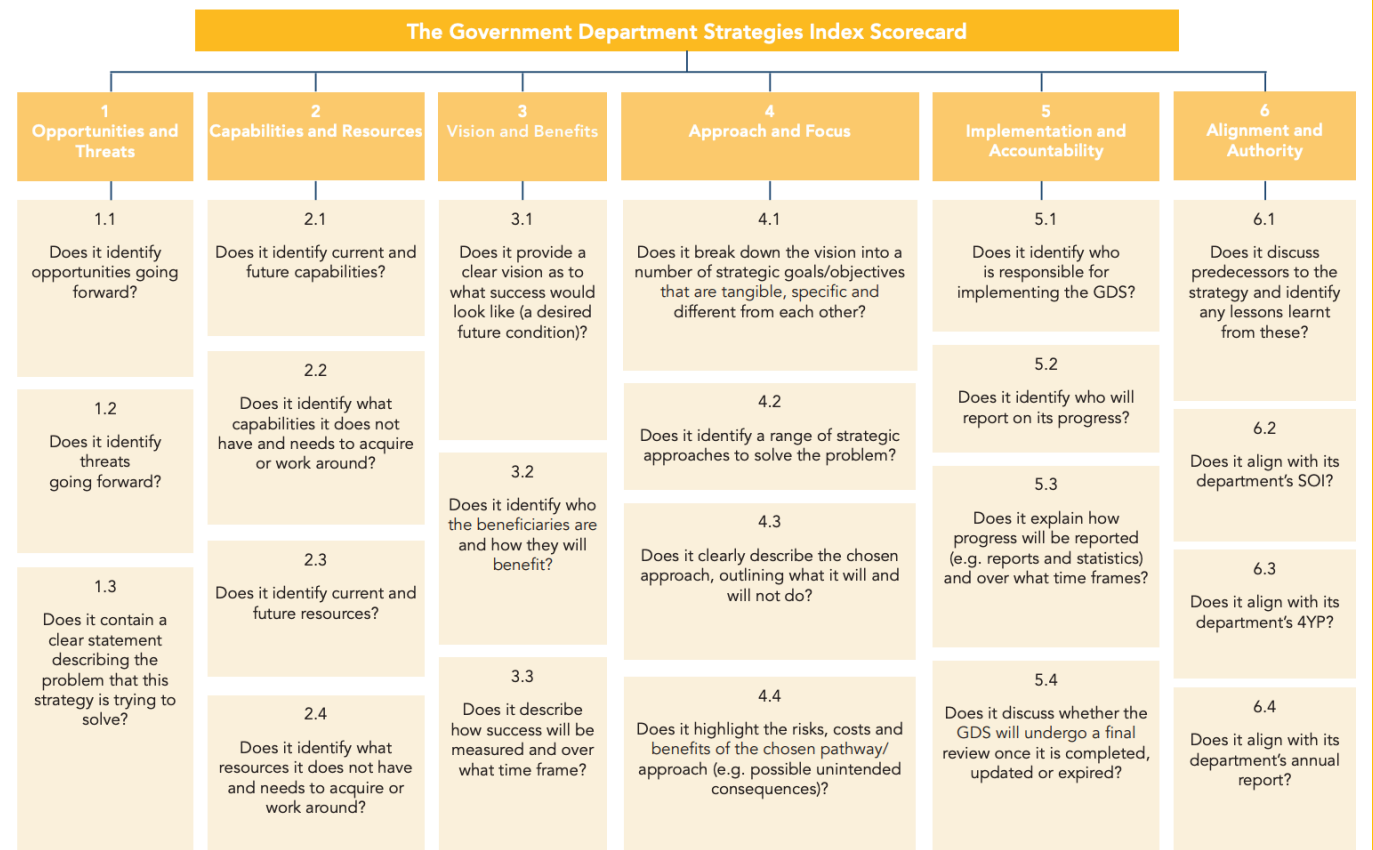 The Government Department Strategies Index Scorecard
1
Opportunities and
Threats
1.1
Does it identify
opportunities going
forward?
1.2
Does it identify
threats
going forward?
1.3
Does it contain a
clear statement
describing the
problem that this
strategy is trying to
solve?
2
Capabilities and Resources
2.1
Does it identify current and
future capabilities?
2.2
Does it identify what
capabilities it does not
have and needs to acquire
or work around?
2.3
Does it identify current and
future resources?
2.4
Does it identify what
resources it does not have
and needs to acquire or
work around?
3
Vision and Benefits
3.1
Does it provide a
clear vision as to
what success would
look like (a desired
future condition)?
3.2
Does it identify who
the beneficiaries are
and how they will
benefit?
3.3
Does it describe
how success will be
measured and over
what time frame?
4
Approach and Focus
4.1
Does it break down the vision into a
number of strategic goals/objectives
that are tangible, specific and
different from each other?
4.2
Does it identify a range of strategic
approaches to solve the problem?
4.3
Does it clearly describe the chosen
approach, outlining what it will and
will not do?
4.4
Does it highlight the risks, costs and
benefits of the chosen pathway/
approach (e.g. possible unintended
consequences)?
5
Implementation and
Accountability
5.1
Does it identify who
is responsible for
implementing the GDS?
5.2
Does it identify who will
report on its progress?
5.3
Does it explain how
progress will be reported
(e.g. reports and statistics)
and over what time frames?
5.4
Does it discuss whether the
GDS will undergo a final
review once it is completed,
updated or expired?
6
Alignment and
Authority
6.1
Does it discuss
predecessors to the
strategy and identify
any lessons learnt
from these?
6.2
Does it align with its
department's SOI?
6.3
Does it align with its
department's 4YP?
6.4
Does it align with its
department's annual
report?